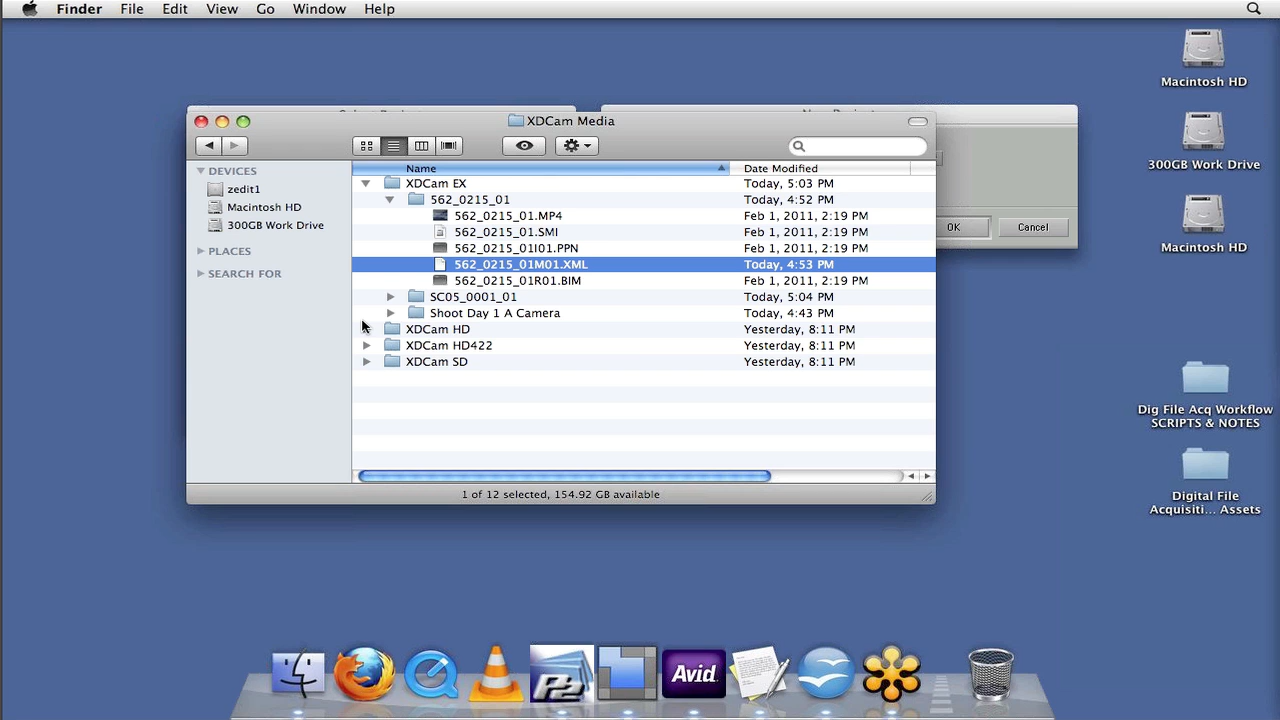 Finder File Edit View Go Window Help
Macintosh HD
300GB Work Drive
Macintosh HD
Dig File Acq Workflow
SCRIPTS & NOTES
Digital File
Acquisiti... Assets
XDCam Media
DEVICES
zedit1
Macintosh HD
300GB Work Drive
PLACES
SEARCH FOR
Name Date Modified
XDCam EX Today, 5:03 PM
562_0215_01 Today, 4:52 PM
562_0215_01.MP4 Feb 1, 2011, 2:19 PM
562_0215_01.SMI Feb 1, 2011, 2:19 PM
562_0215_01I01.PPN Feb 1, 2011, 2:19 PM
562_0215_01M01.XML Today, 4:53 PM
562_0215_01R01.BIM Feb 1, 2011, 2:19 PM
SC05_0001_01 Today, 5:04 PM
Shoot Day 1 A Camera Today, 4:43 PM
XDCam HD Yesterday, 8:11 PM
XDCam HD422 Yesterday, 8:11 PM
XDCam SD Yesterday, 8:11 PM
1 of 12 selected, 154.92 GB available
OK Cancel
P2
Avid